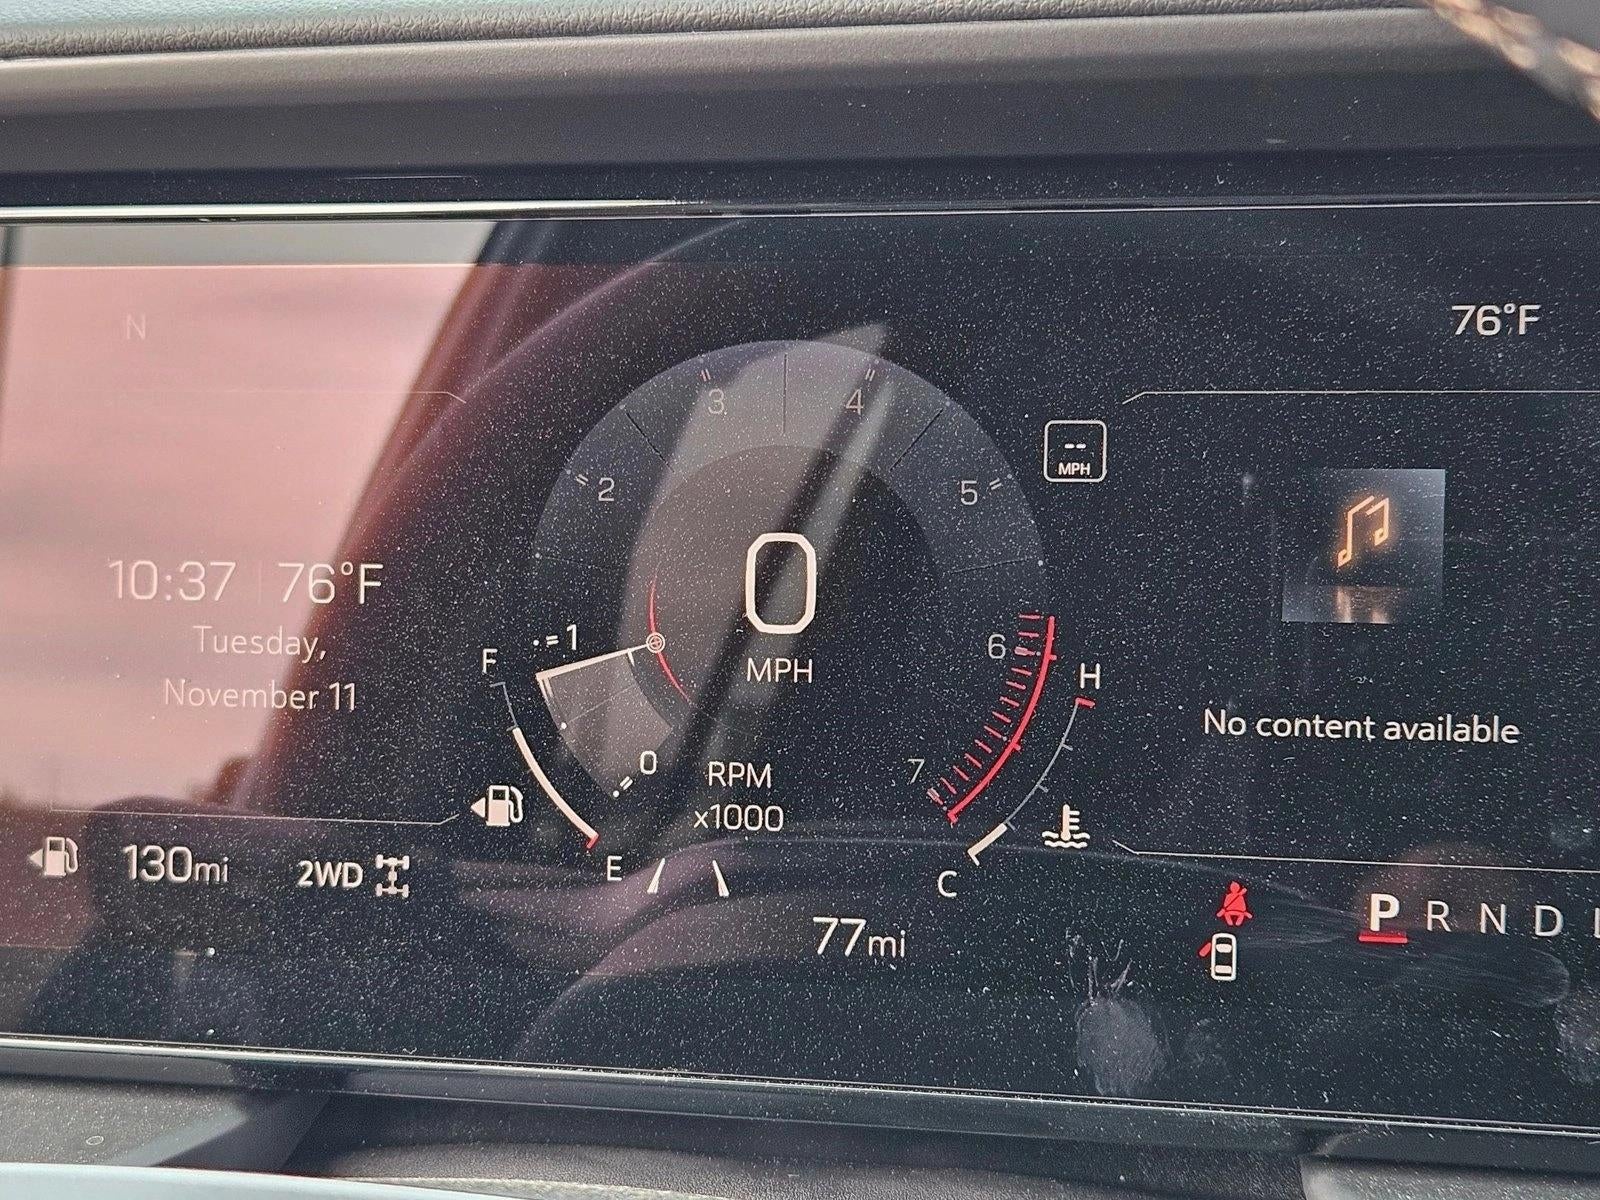 N
76°F
3
4
2
5
--
MPH
0
MPH
10:37 76°F
Tuesday,
November 11
1
F
6
H
No content available
0
7
RPM
x1000
130mi
2WD
E
C
77mi
P R N D